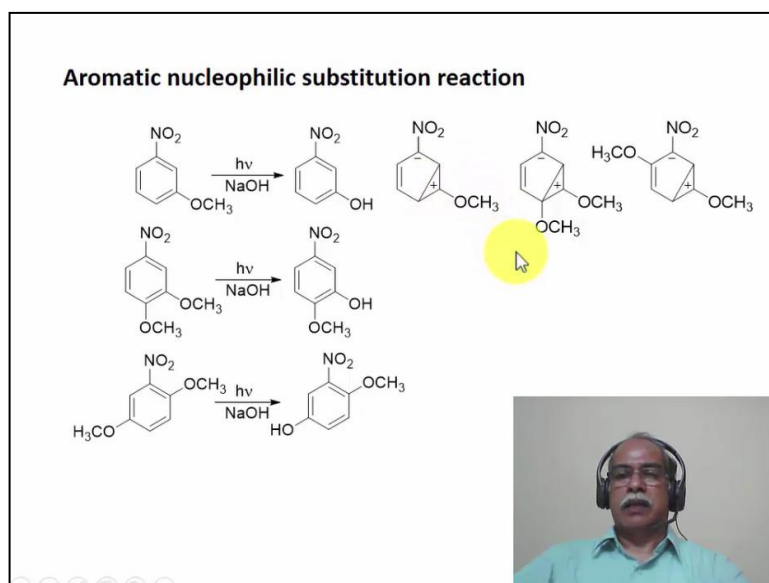 Aromatic nucleophilic substitution reaction
NO₂ hν NaOH OCH₃ NO₂ OH
NO₂ − + OCH₃
NO₂ − + OCH₃ OCH₃
H₃CO NO₂ − + OCH₃
NO₂ OCH₃ OCH₃ hν NaOH NO₂ OH OCH₃
NO₂ OCH₃ H₃CO hν NaOH NO₂ OCH₃ HO